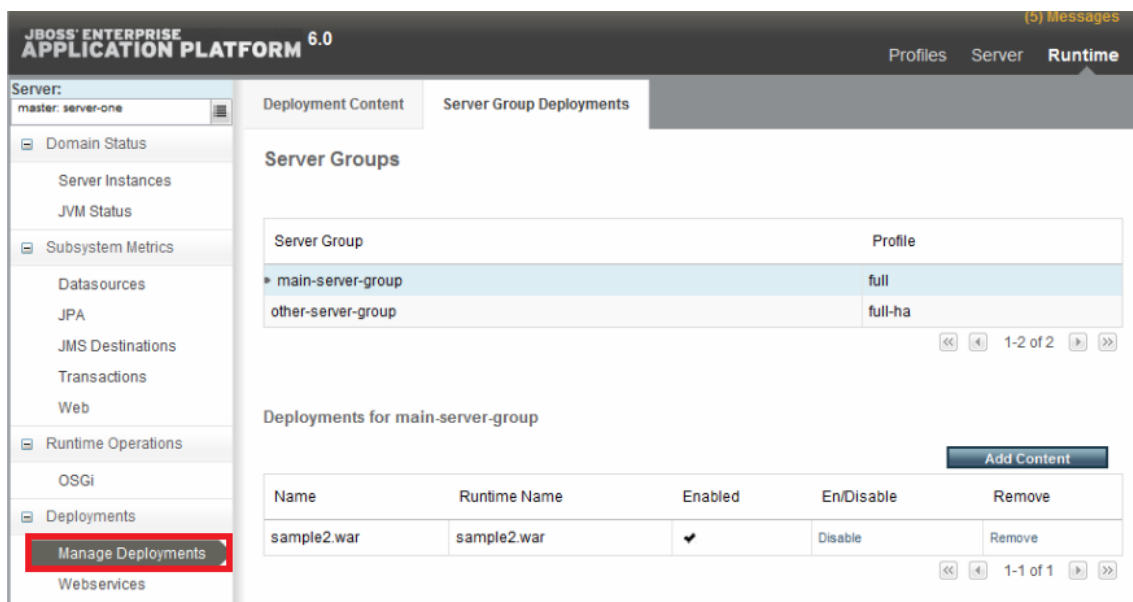 (5) Messages
JBOSS' ENTERPRISE
APPLICATION PLATFORM 6.0
Profiles Server Runtime
Server:
master: server-one
Domain Status
Server Instances
JVM Status
Subsystem Metrics
Datasources
JPA
JMS Destinations
Transactions
Web
Runtime Operations
OSGi
Deployments
Manage Deployments
Webservices
Deployment Content Server Group Deployments
Server Groups
Server Group Profile
main-server-group full
other-server-group full-ha
1-2 of 2
Deployments for main-server-group
Add Content
Name Runtime Name Enabled En/Disable Remove
sample2.war sample2.war Disable Remove
1-1 of 1